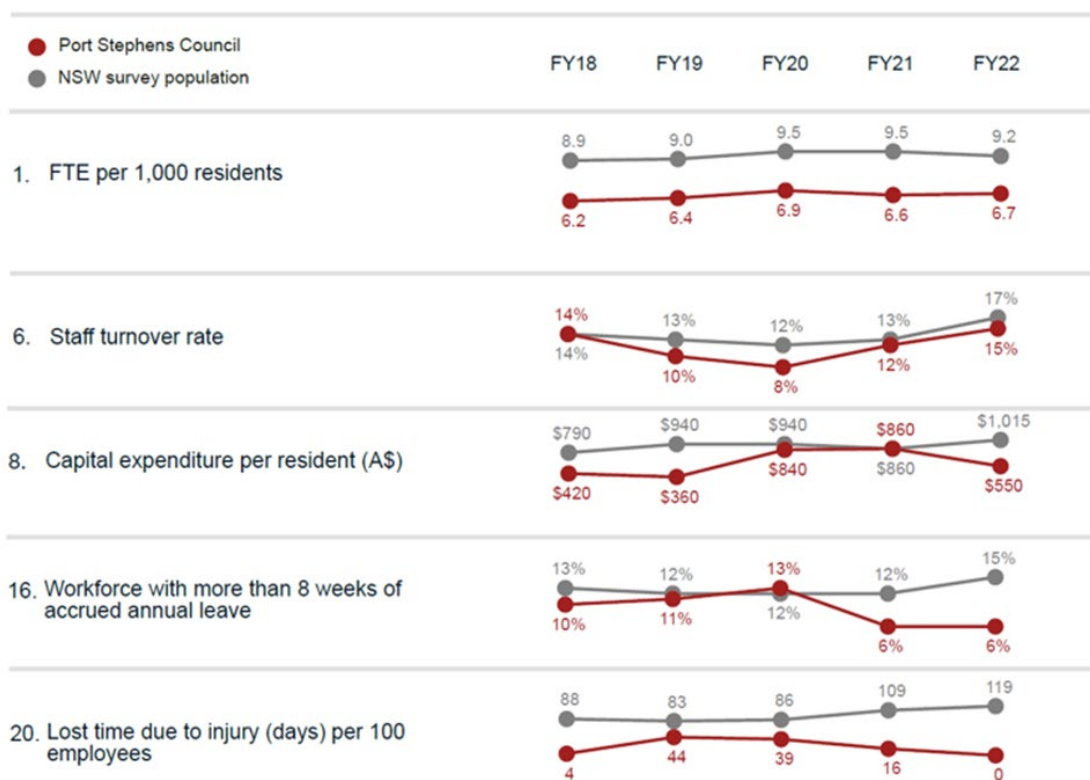 Port Stephens Council
NSW survey population
FY18 FY19 FY20 FY21 FY22
1. FTE per 1,000 residents
8.9 9.0 9.5 9.5 9.2
6.2 6.4 6.9 6.6 6.7
6. Staff turnover rate
14% 13% 12% 13% 17%
14% 10% 8% 12% 15%
8. Capital expenditure per resident (A$)
$790 $940 $940 $860 $1,015
$420 $360 $840 $860 $550
16. Workforce with more than 8 weeks of
accrued annual leave
13% 12% 13% 12% 15%
10% 11% 12% 6% 6%
20. Lost time due to injury (days) per 100
employees
88 83 86 109 119
4 44 39 16 0